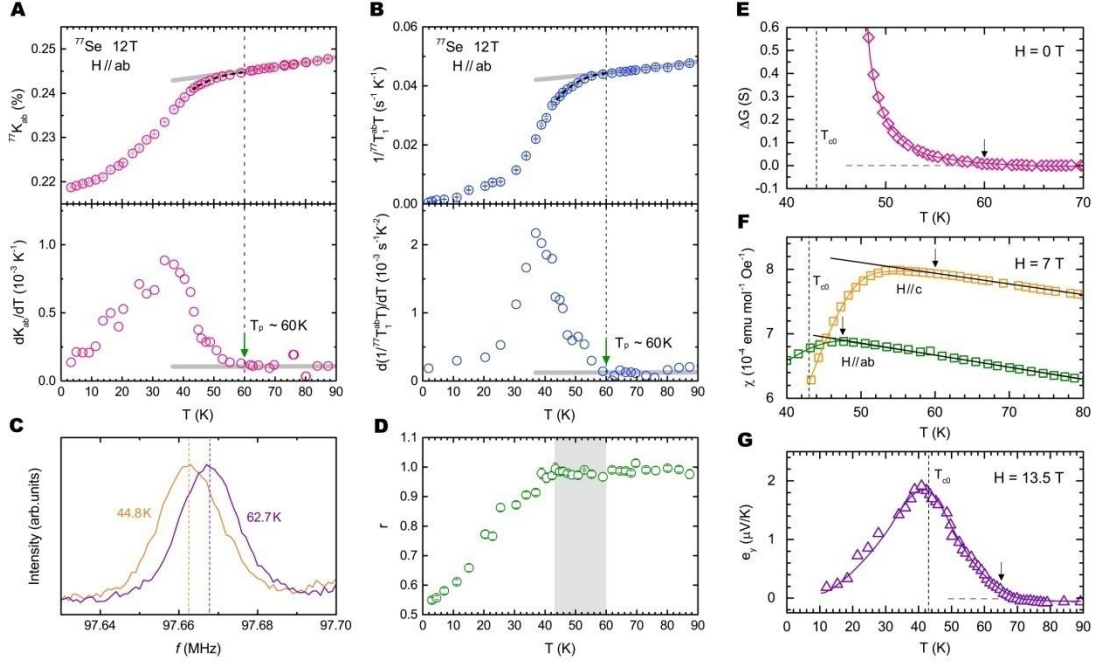 A
⁷⁷Se 12T
H // ab
⁷⁷K_ab (%)
0.25
0.24
0.23
0.22
dK_ab/dT (10⁻³ K⁻¹)
1.0
0.5
0.0
T_p ~ 60K
0 10 20 30 40 50 60 70 80 90
T (K)
B
⁷⁷Se 12T
H // ab
1/⁷⁷T₁^abT (s⁻¹ K⁻¹)
0.06
0.04
0.02
0.00
d(1/⁷⁷T₁^abT)/dT (10⁻³ s⁻¹K⁻²)
2
1
0
T_p ~ 60K
0 10 20 30 40 50 60 70 80 90
T (K)
C
Intensity (arb.units)
44.8K
62.7K
97.64 97.66 97.68 97.70
f (MHz)
D
r
1.1
1.0
0.9
0.8
0.7
0.6
0.5
0 10 20 30 40 50 60 70 80 90
T (K)
E
H = 0 T
ΔG (S)
0.6
0.5
0.4
0.3
0.2
0.1
0.0
-0.1
T_c0
40 50 60 70
T (K)
F
H = 7 T
χ (10⁻⁴ emu mol⁻¹ Oe⁻¹)
8
7
6
T_c0
H//c
H//ab
40 50 60 70 80
T (K)
G
H = 13.5 T
e_y (μV/K)
2
1
0
T_c0
0 10 20 30 40 50 60 70 80 90
T (K)